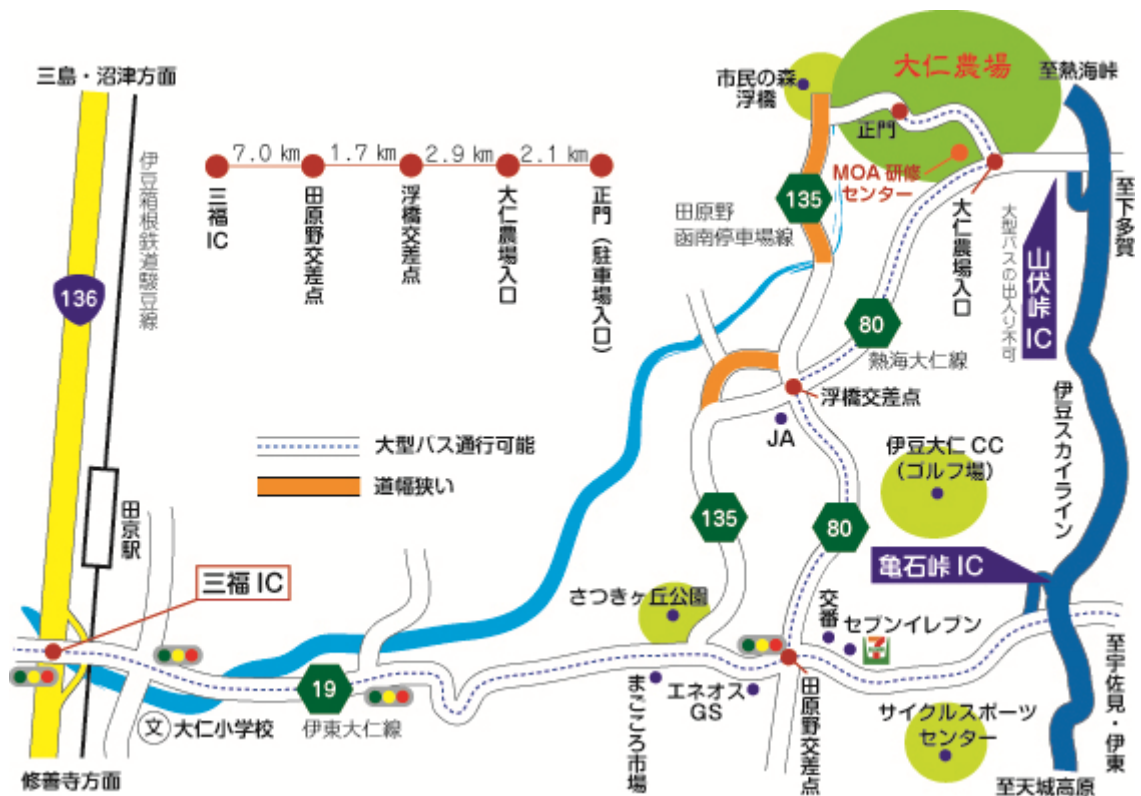 三島・沼津方面
伊豆箱根鉄道駿豆線
136
7.0 km
1.7 km
2.9 km
2.1 km
三福IC
田原野交差点
浮橋交差点
大仁農場入口
正門（駐車場入口）
市民の森
浮橋
大仁農場
至熱海峠
正門
MOA 研修
センター
135
田原野
函南停車場線
大仁農場入口
大型バスの出入り不可
山伏峠IC
至下多賀
80
熱海大仁線
浮橋交差点
JA
伊豆大仁 CC
（ゴルフ場）
伊豆スカイライン
大型バス通行可能
道幅狭い
田京駅
135
80
亀石峠 IC
三福 IC
さつきヶ丘公園
交番
セブンイレブン
7
19
伊東大仁線
文
大仁小学校
まごころ市場
エネオス
GS
田原野交差点
サイクルスポーツ
センター
至宇佐見・伊東
修善寺方面
至天城高原